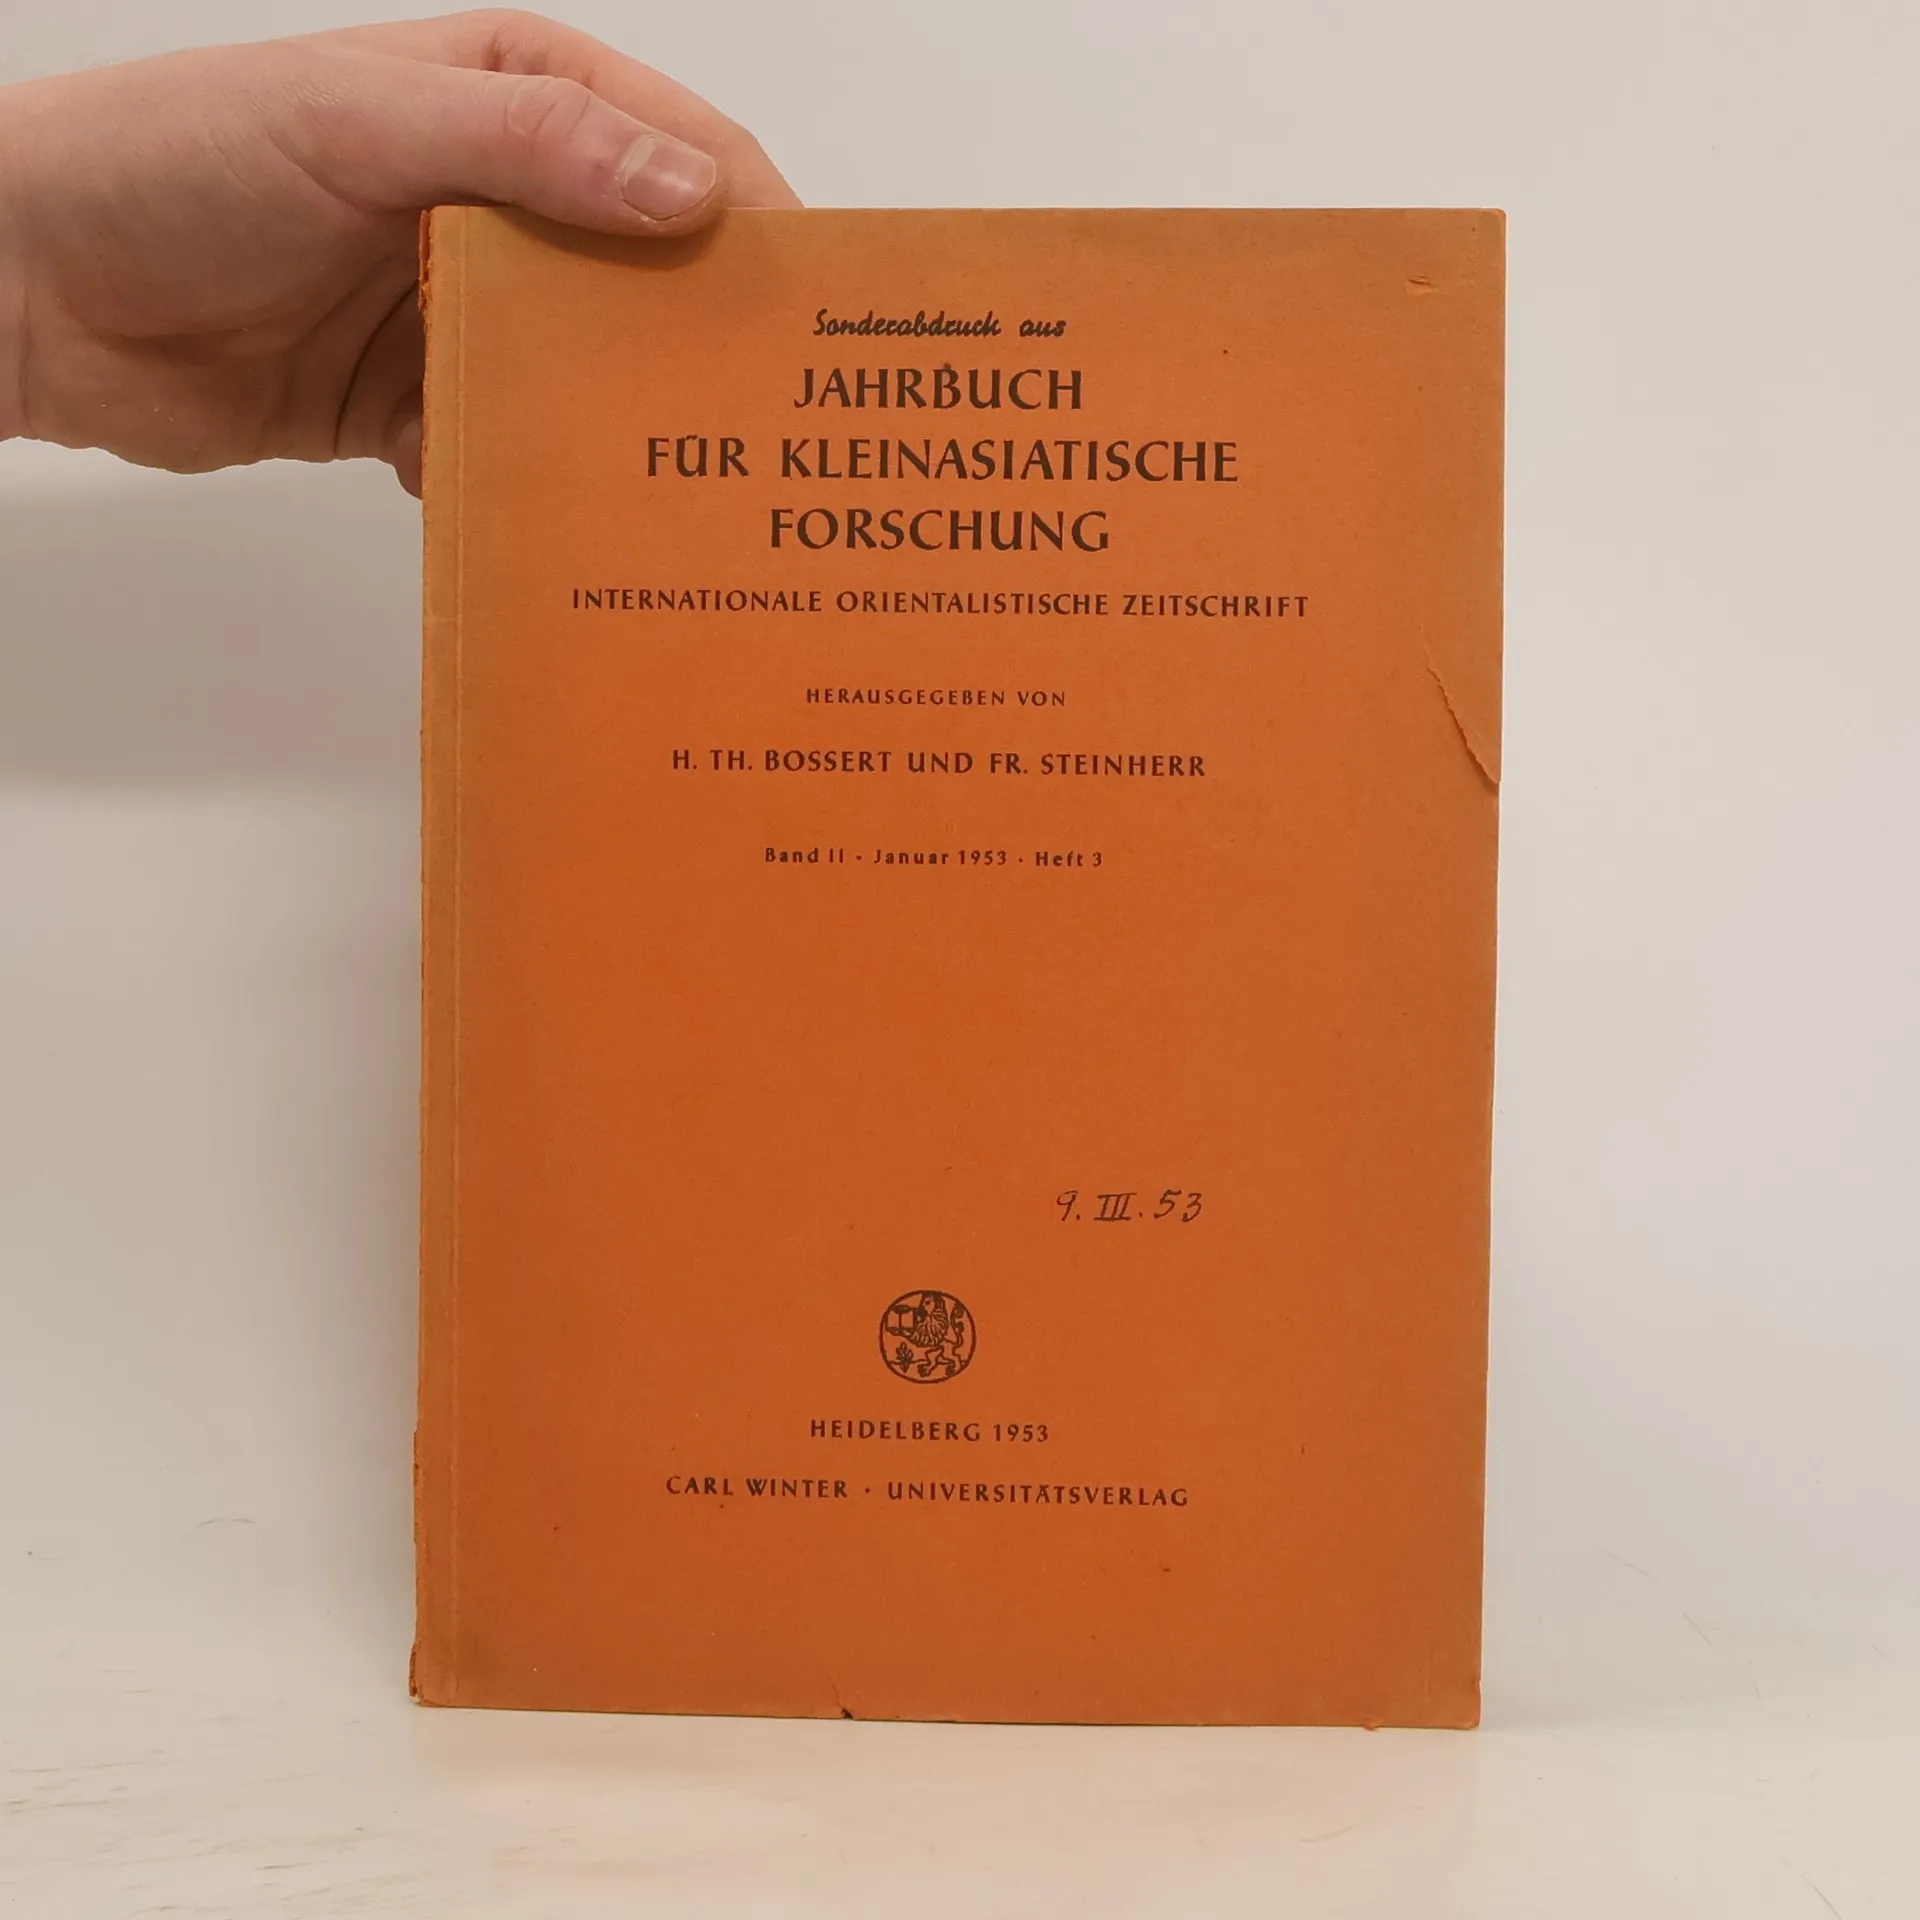 Sonderabdruck aus
JAHRBUCH
FÜR KLEINASIATISCHE
FORSCHUNG
INTERNATIONALE ORIENTALISTISCHE ZEITSCHRIFT
HERAUSGEGEBEN VON
H. TH. BOSSERT UND FR. STEINHERR
Band II · Januar 1953 · Heft 3
9. III. 53
HEIDELBERG 1953
CARL WINTER · UNIVERSITÄTSVERLAG